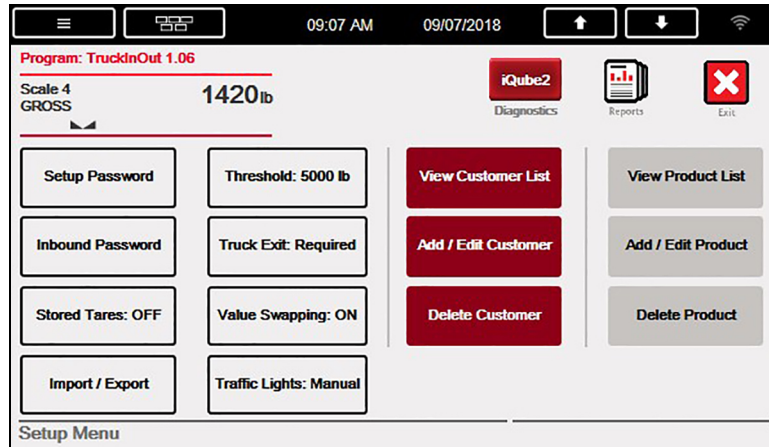 09:07 AM 09/07/2018
Program: TruckInOut 1.06
Scale 4
GROSS
1420 lb
iQube2
Diagnostics
Reports
Exit
Setup Password
Threshold: 5000 lb
View Customer List
View Product List
Inbound Password
Truck Exit: Required
Add / Edit Customer
Add / Edit Product
Stored Tares: OFF
Value Swapping: ON
Delete Customer
Delete Product
Import / Export
Traffic Lights: Manual
Setup Menu